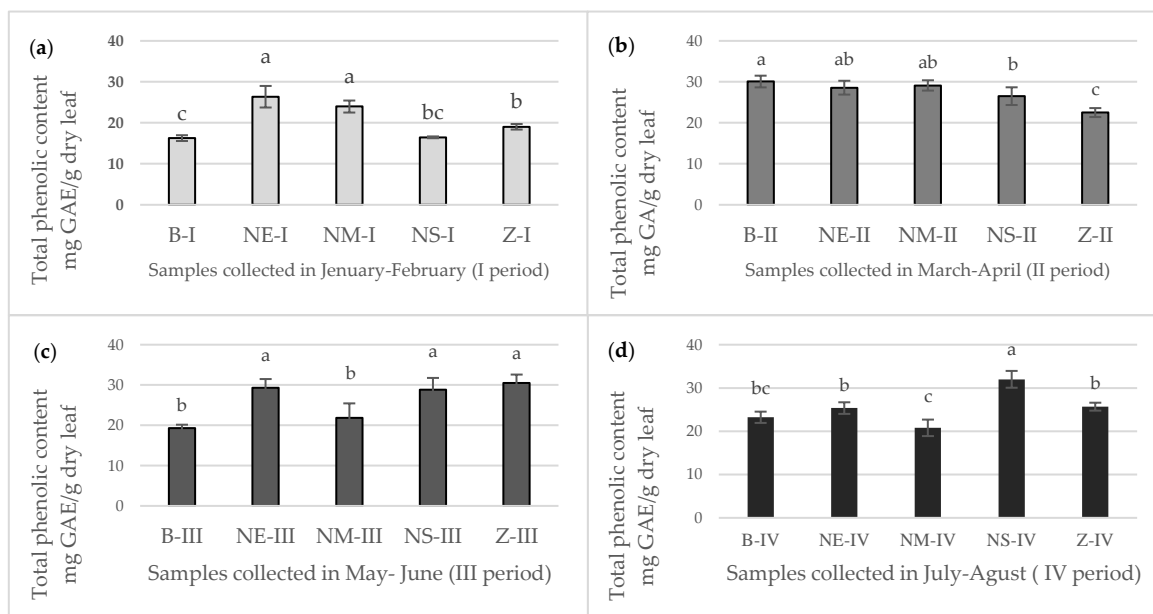 (a)
Total phenolic content
mg GAE/g dry leaf
40
30
20
10
0
c
a
a
bc
b
B-I NE-I NM-I NS-I Z-I
Samples collected in Jenuary-February (I period)
(b)
Total phenolic content
mg GA/g dry leaf
40
30
20
10
0
a
ab
ab
b
c
B-II NE-II NM-II NS-II Z-II
Samples collected in March-April (II period)
(c)
Total phenolic content
mg GAE/g dry leaf
40
30
20
10
0
b
a
b
a
a
B-III NE-III NM-III NS-III Z-III
Samples collected in May- June (III period)
(d)
Total phenolic content
mg GAE/g dry leaf
40
30
20
10
0
bc
b
c
a
b
B-IV NE-IV NM-IV NS-IV Z-IV
Samples collected in July-Agust ( IV period)